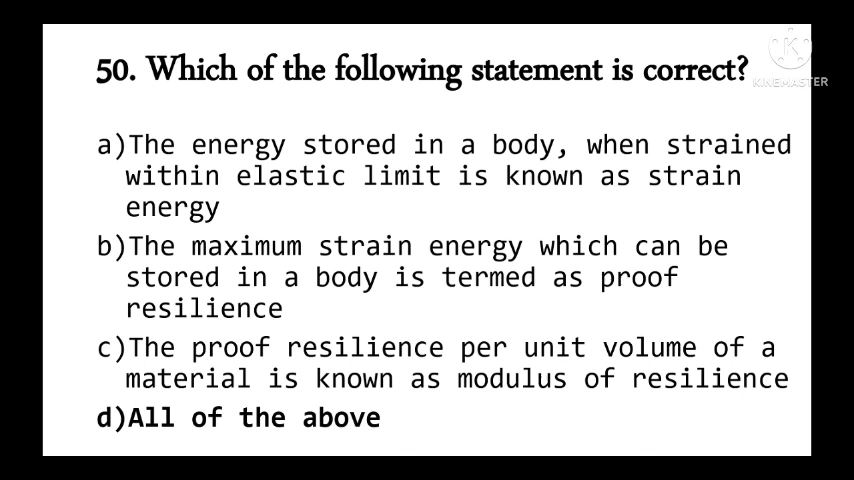 50. Which of the following statement is correct?
KINEMASTER
a)The energy stored in a body, when strained
within elastic limit is known as strain
energy
b)The maximum strain energy which can be
stored in a body is termed as proof
resilience
c)The proof resilience per unit volume of a
material is known as modulus of resilience
d)All of the above